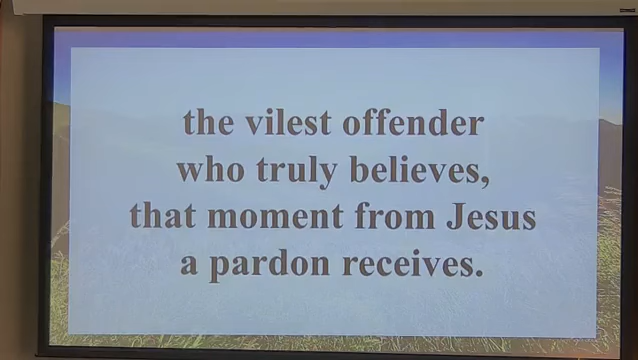 the vilest offender
who truly believes,
that moment from Jesus
a pardon receives.